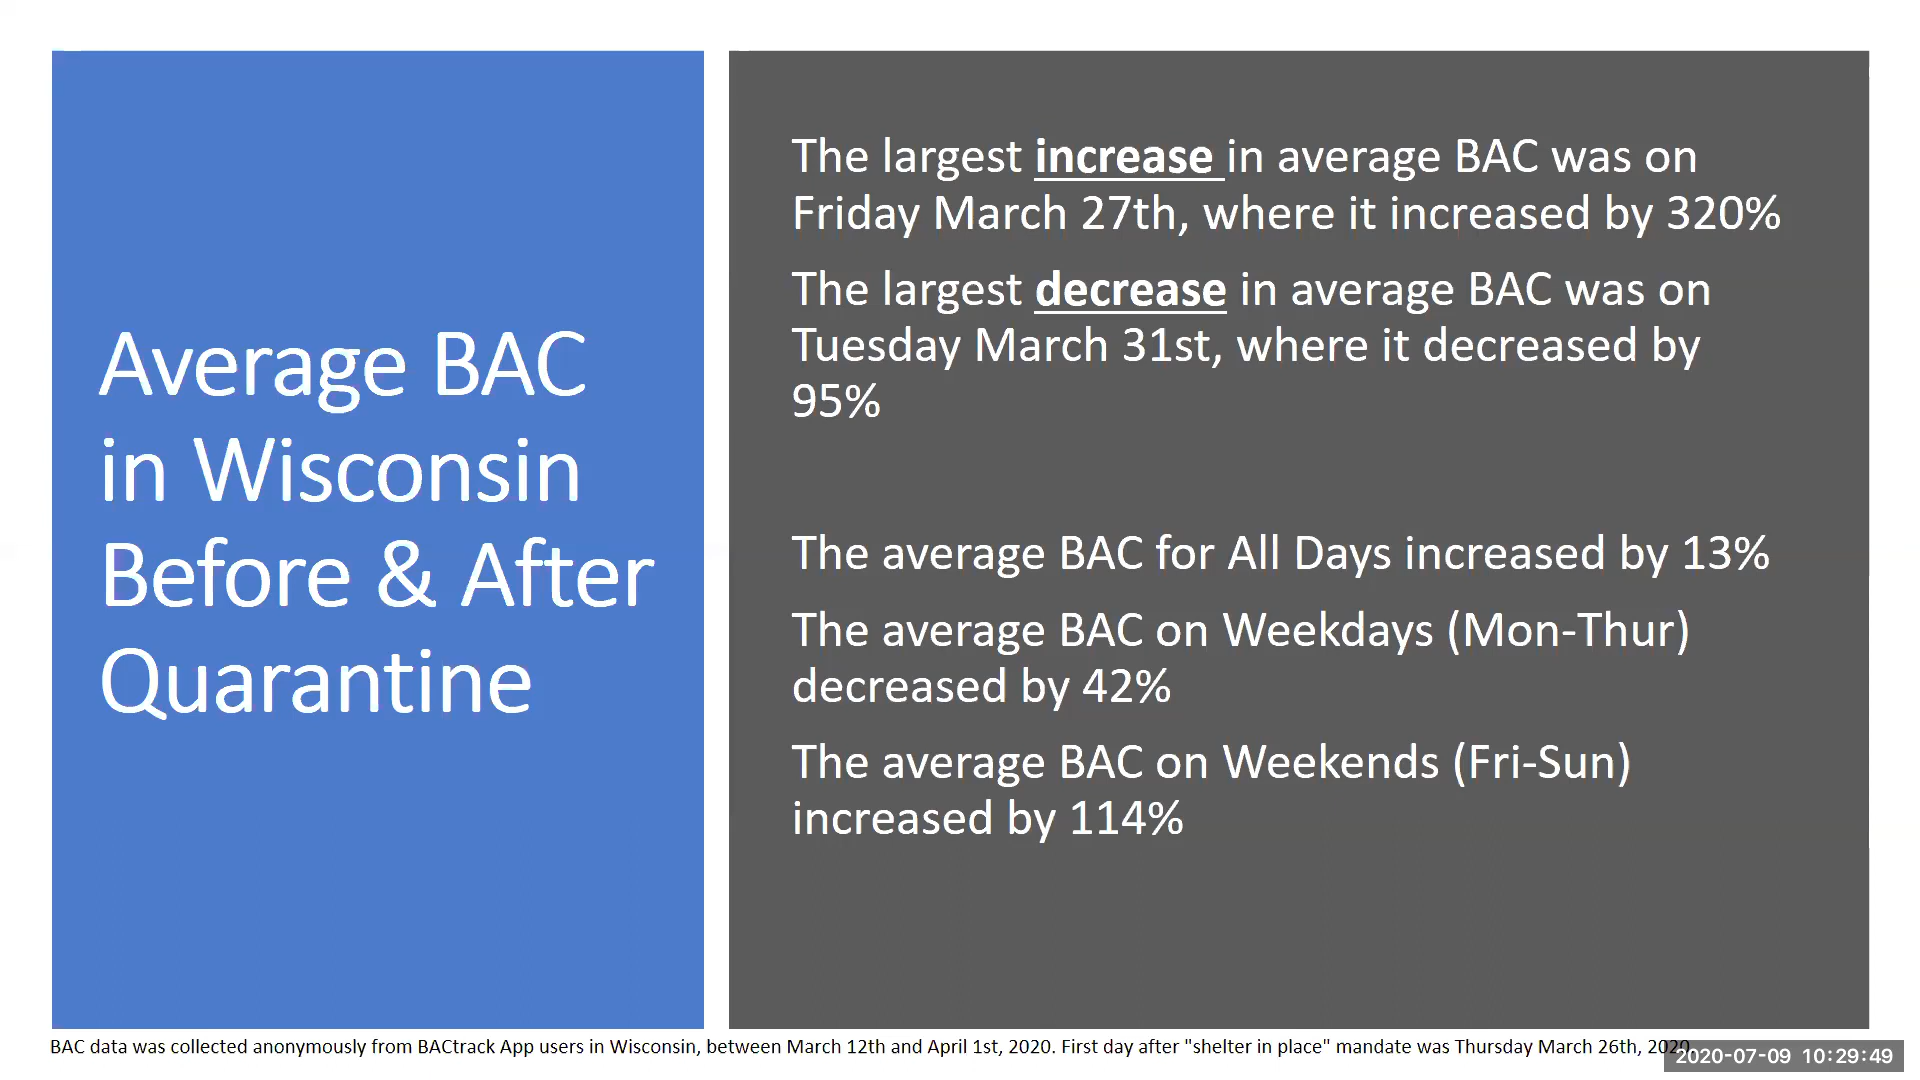 Average BAC
in Wisconsin
Before & After
Quarantine
The largest increase in average BAC was on
Friday March 27th, where it increased by 320%
The largest decrease in average BAC was on
Tuesday March 31st, where it decreased by
95%
The average BAC for All Days increased by 13%
The average BAC on Weekdays (Mon-Thur)
decreased by 42%
The average BAC on Weekends (Fri-Sun)
increased by 114%
BAC data was collected anonymously from BACtrack App users in Wisconsin, between March 12th and April 1st, 2020. First day after "shelter in place" mandate was Thursday March 26th, 2020
2020-07-09 10:29:49